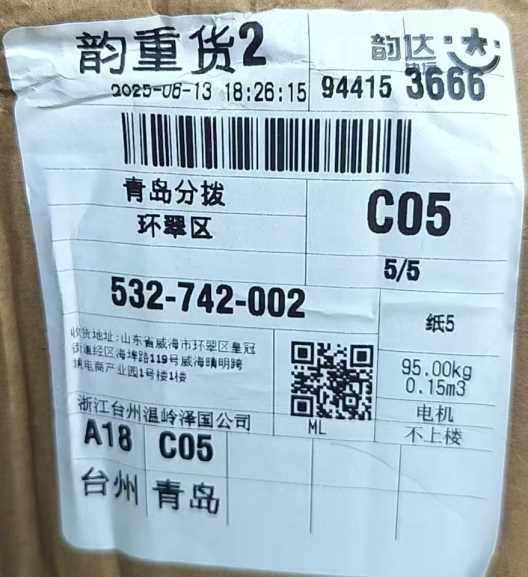 韵重货2
韵达
2025-06-13 18:26:15
94415 3666
青岛分拨
环翠区
C05
5/5
532-742-002
纸5
收货地址:山东省威海市环翠区皇冠
街道经区海埠路119号威海晴明跨
境电商产业园1号楼1楼
95.00kg
0.15m3
电机
不上楼
ML
浙江台州温岭泽国公司
A18 C05
台州 青岛